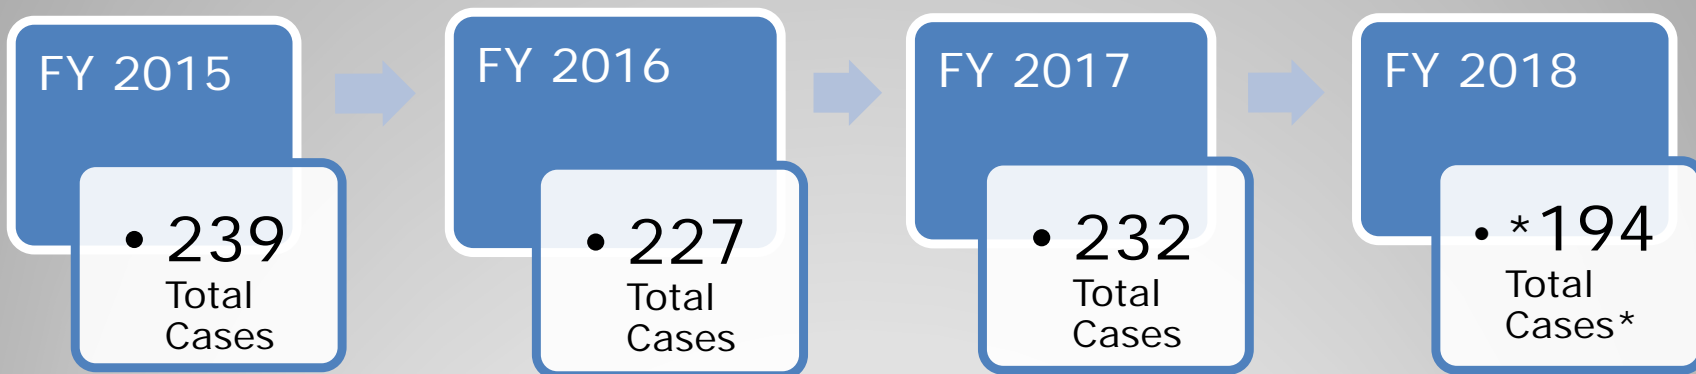 FY 2015
• 239
Total
Cases
FY 2016
• 227
Total
Cases
FY 2017
• 232
Total
Cases
FY 2018
• *194
Total
Cases*